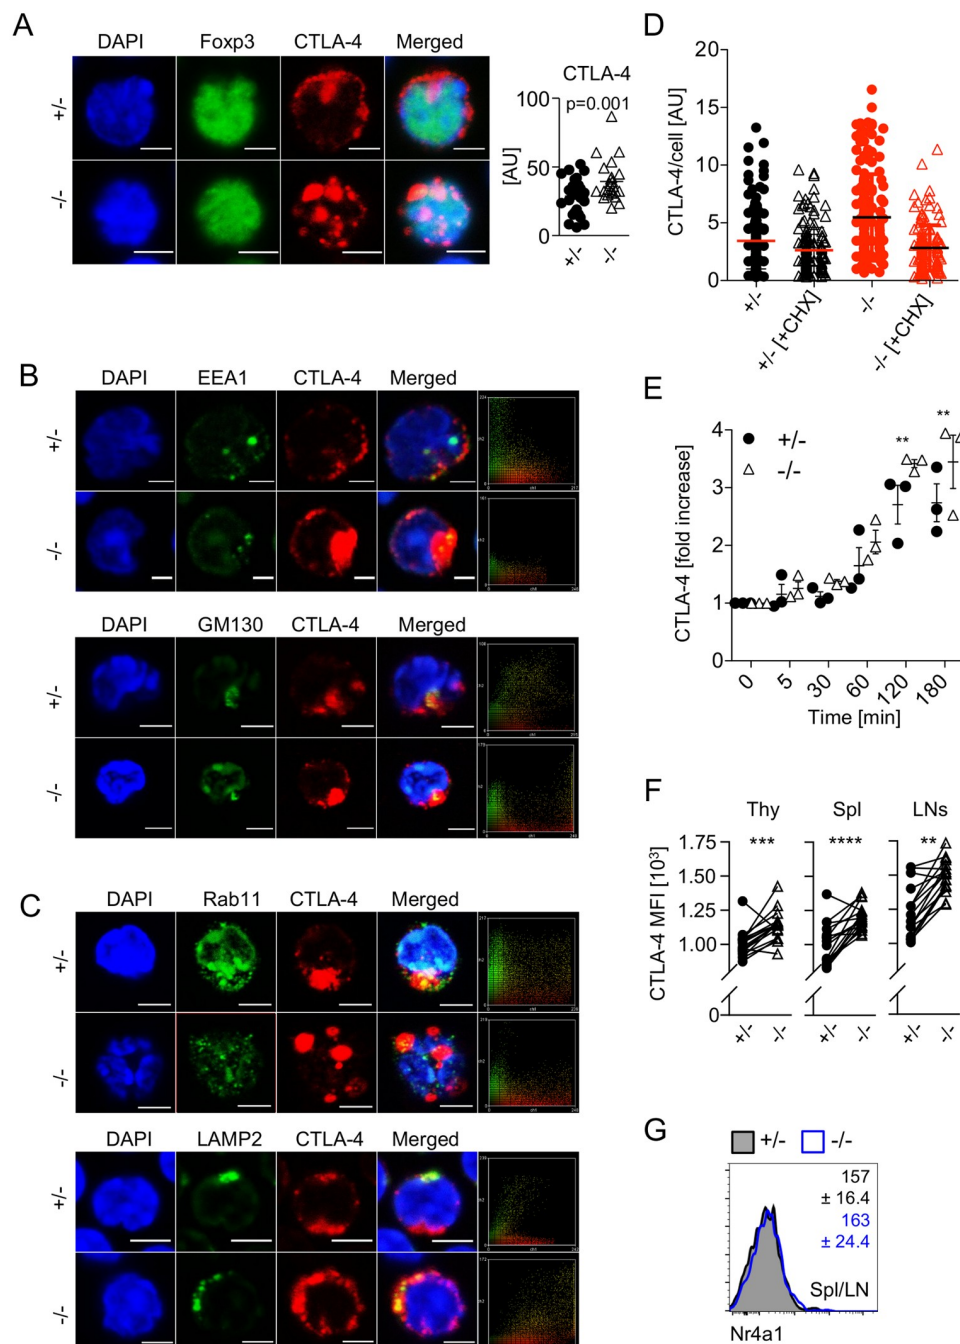 A
DAPI Foxp3 CTLA-4 Merged
+/-
-/-
CTLA-4
p=0.001
100
50
0
[AU]
+/- -/-
B
DAPI EEA1 CTLA-4 Merged
+/-
-/-
DAPI GM130 CTLA-4 Merged
+/-
-/-
C
DAPI Rab11 CTLA-4 Merged
+/-
-/-
DAPI LAMP2 CTLA-4 Merged
+/-
-/-
D
CTLA-4/cell [AU]
20
15
10
5
0
+/- +/- [+CHX] -/- -/- [+CHX]
E
CTLA-4 [fold increase]
4
3
2
1
0
+/-
-/-
** **
0 5 30 60 120 180
Time [min]
F
Thy Spl LNs
*** **** **
CTLA-4 MFI [10³]
1.75
1.50
1.25
1.00
0
+/- -/- +/- -/- +/- -/-
G
+/- -/-
157
± 16.4
163
± 24.4
Spl/LN
Nr4a1